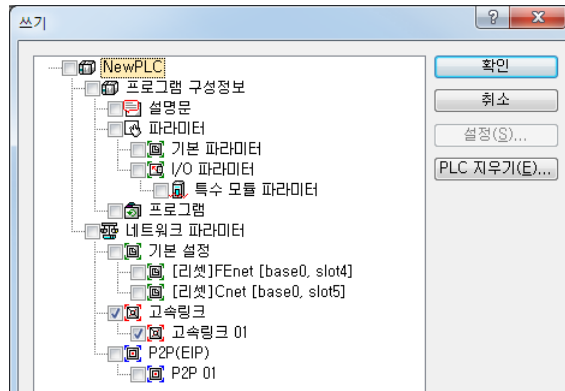 쓰기
NewPLC
프로그램 구성정보
설명문
파라미터
기본 파라미터
I/O 파라미터
특수 모듈 파라미터
프로그램
네트워크 파라미터
기본 설정
[리셋]FEnet [base0, slot4]
[리셋]Cnet [base0, slot5]
고속링크
고속링크 01
P2P(EIP)
P2P 01
확인
취소
설정(S)...
PLC 지우기(E)...